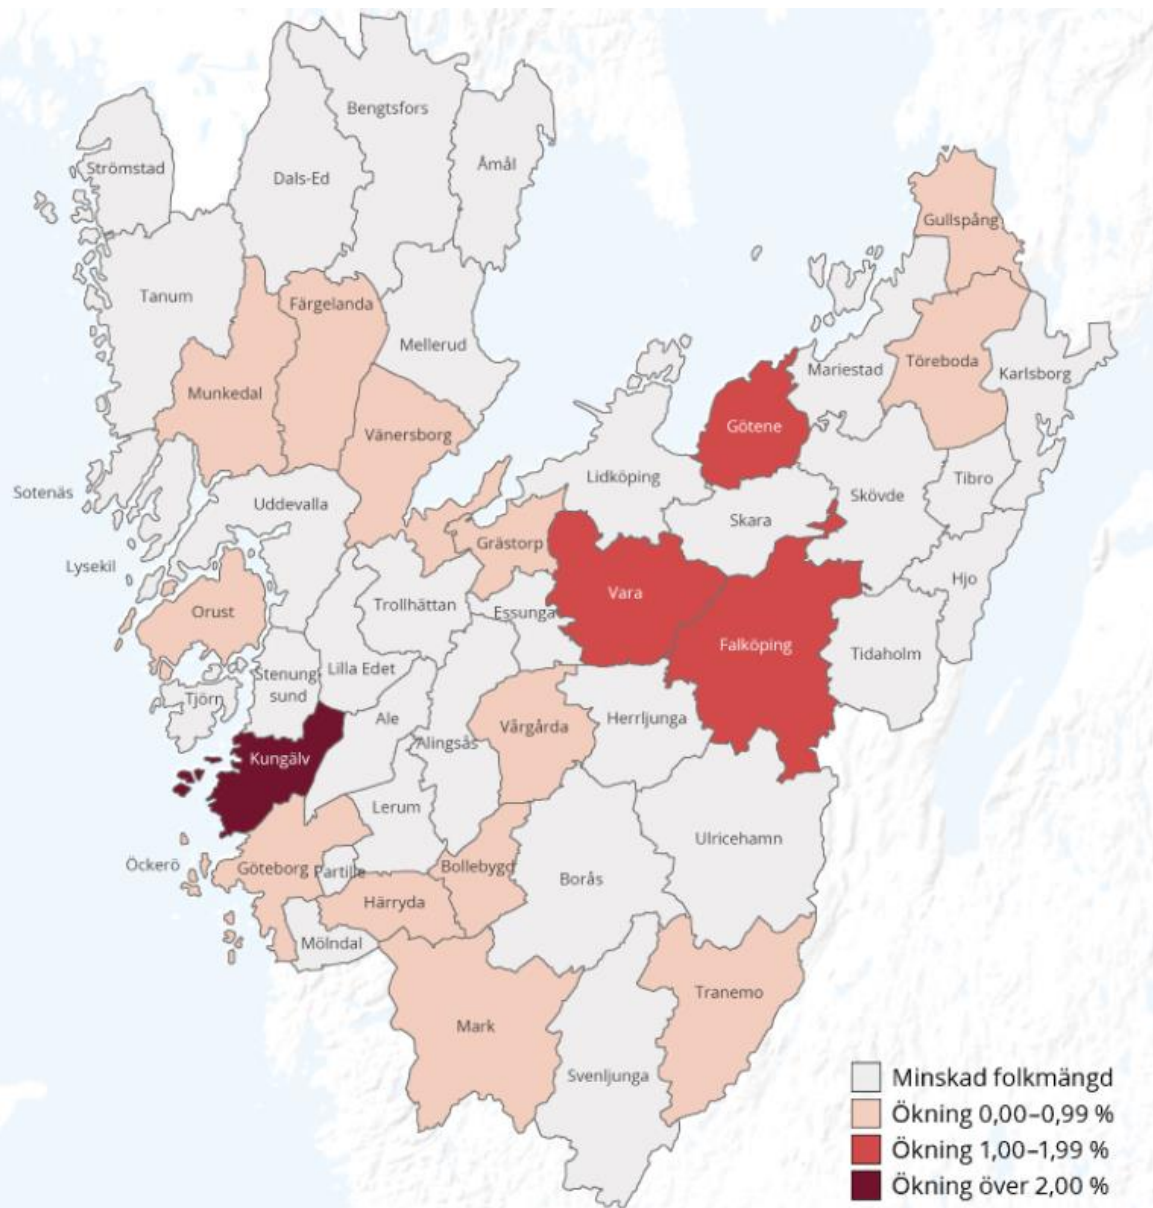 Bengtsfors
Åmål
Strömstad
Dals-Ed
Gullspång
Tanum
Färgelanda
Mellerud
Töreboda
Mariestad
Karlsborg
Munkedal
Götene
Vänersborg
Lidköping
Tibro
Sotenäs
Skövde
Uddevalla
Skara
Grästorp
Lysekil
Hjo
Vara
Trollhättan
Orust
Essunga
Falköping
Tidaholm
Lilla Edet
Stenung-
sund
Tjörn
Ale
Herrljunga
Vårgårda
Alingsås
Kungälv
Lerum
Ulricehamn
Öckerö
Göteborg
Partille
Bollebygd
Borås
Härryda
Mölndal
Tranemo
Mark
Svenljunga
Minskad folkmängd
Ökning 0,00–0,99 %
Ökning 1,00–1,99 %
Ökning över 2,00 %